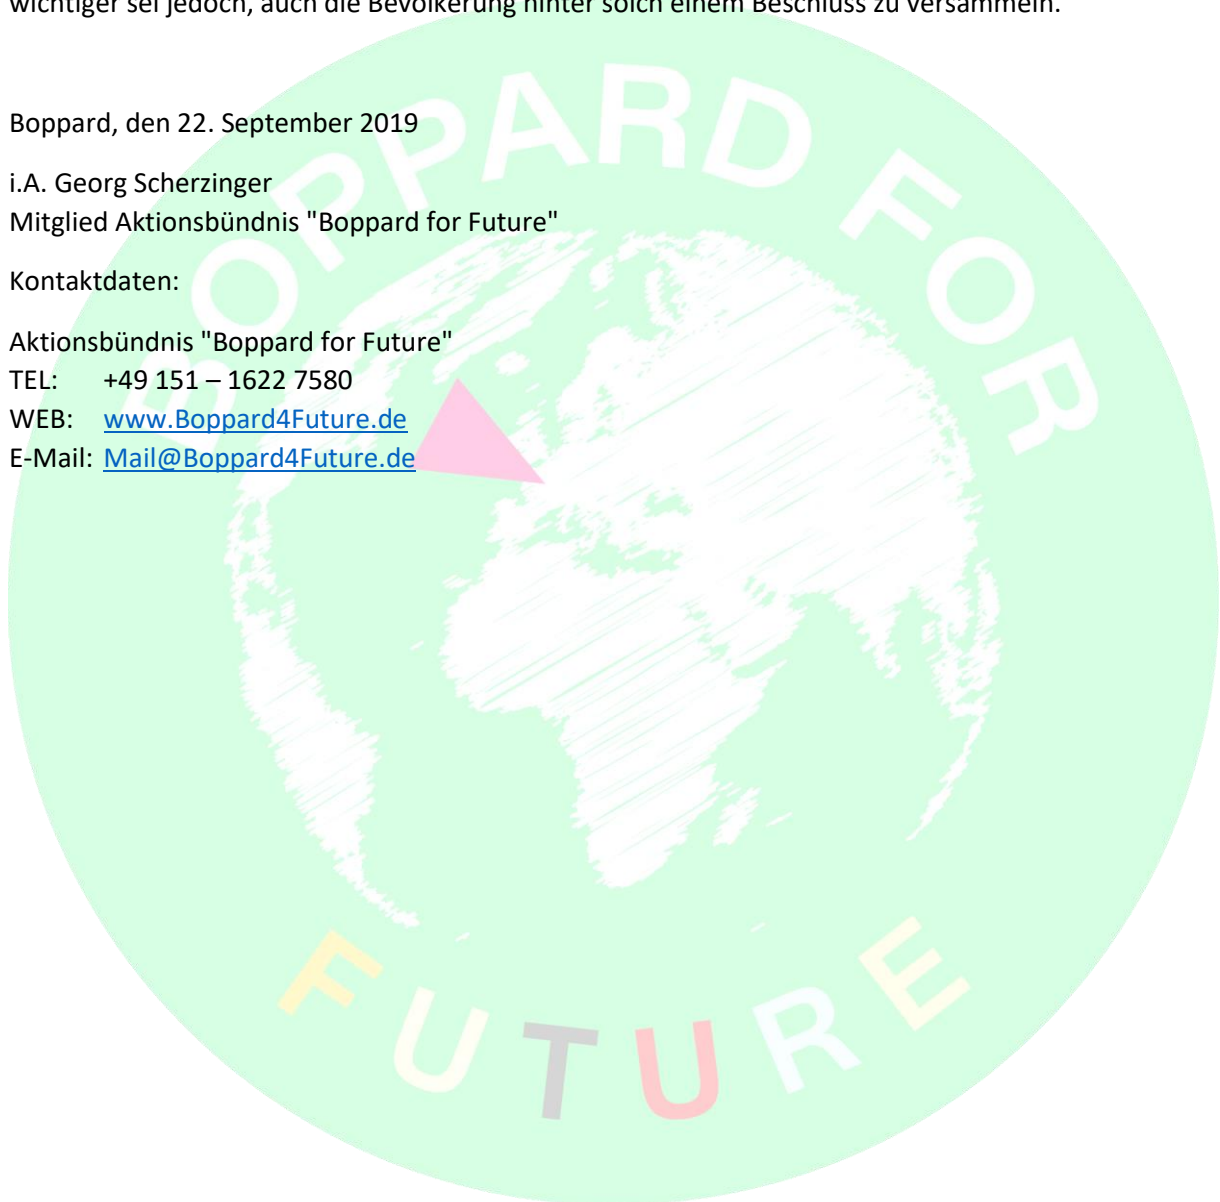 wichtiger sei jedoch, auch die Bevölkerung hinter solch einem Beschluss zu versammeln.
Boppard, den 22. September 2019
i.A. Georg Scherzinger
Mitglied Aktionsbündnis "Boppard for Future"
Kontaktdaten:
Aktionsbündnis "Boppard for Future"
TEL: +49 151 – 1622 7580
WEB: www.Boppard4Future.de
E-Mail: Mail@Boppard4Future.de
BOPPARD FOR
FUTURE